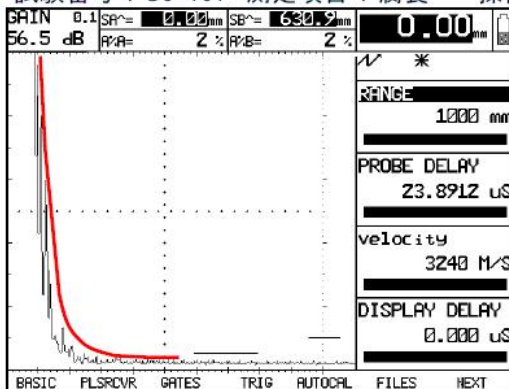 GAIN 0.1 SA^= 0.00mm SB^= 630.9mm 0.00mm
56.5 dB A%A= 2 % A%B= 2 %
RANGE
1000 mm
PROBE DELAY
23.8912 uS
velocity
3240 M/S
DISPLAY DELAY
0.000 uS
BASIC PLSRCVR GATES TRIG AUTOCAL FILES NEXT